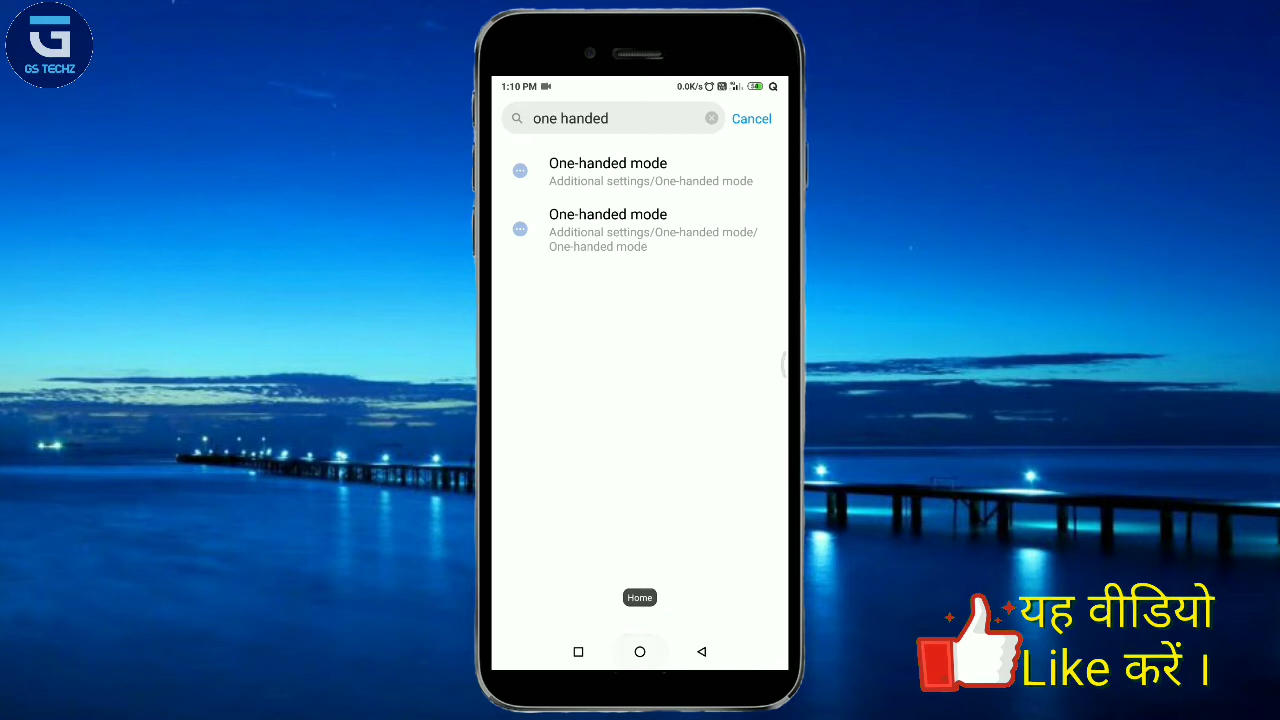 GS TECHZ
1:10 PM
0.0K/s
one handed
Cancel
One-handed mode
Additional settings/One-handed mode
One-handed mode
Additional settings/One-handed mode/
One-handed mode
Home
यह वीडियो
Like करें ।